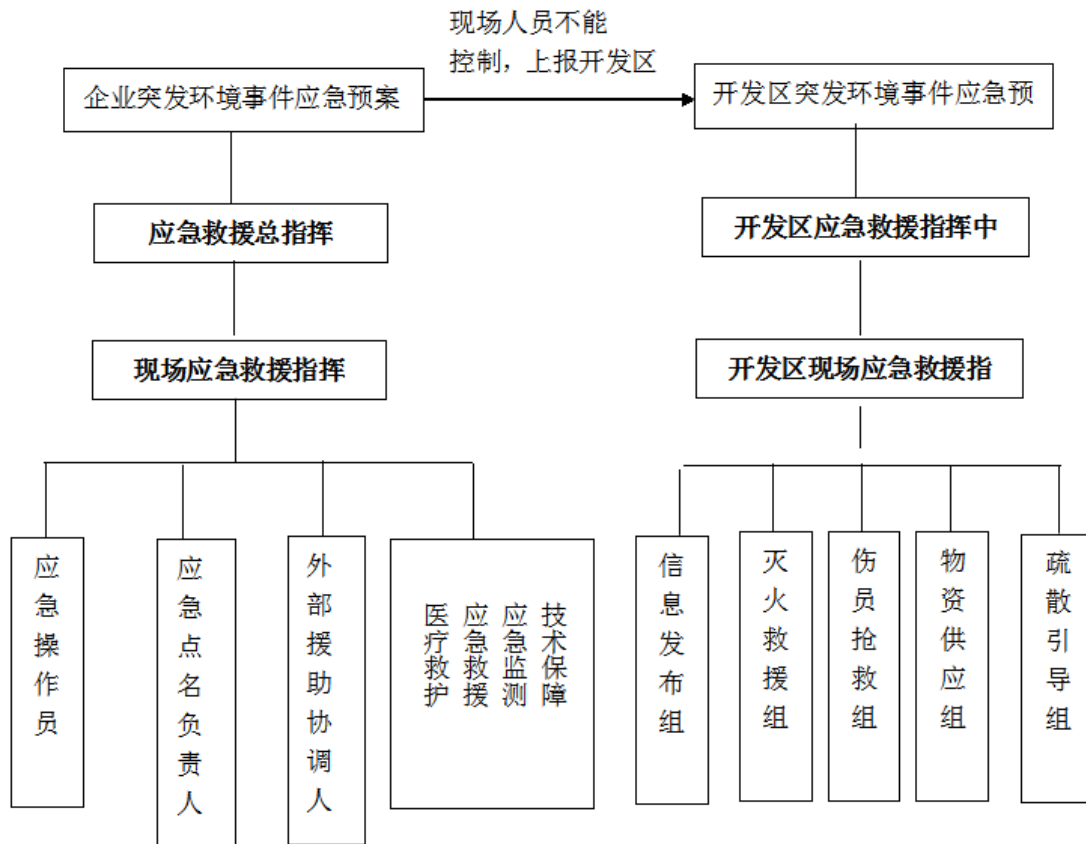 现场人员不能
控制，上报开发区
企业突发环境事件应急预案
开发区突发环境事件应急预
应急救援总指挥
开发区应急救援指挥中
现场应急救援指挥
开发区现场应急救援指
应急操作员
应急点名负责人
外部援助协调人
医疗救护
应急救援
应急监测
技术保障
信息发布组
灭火救援组
伤员抢救组
物资供应组
疏散引导组